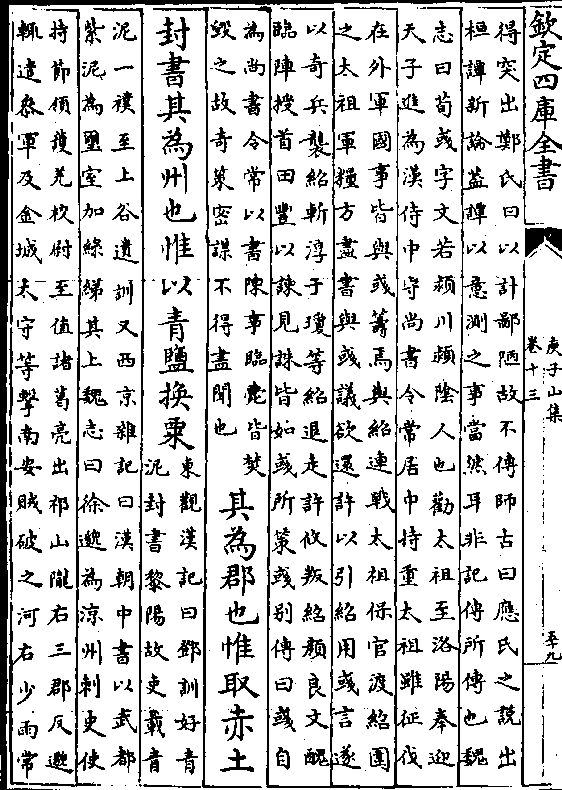 欽定四庫全書
庾子山集
卷十三
五十九
得突出鄭氏曰以計鄙陋故不傳師古曰應氏之説出
桓譚新論葢譚以意測之事當然耳非記傳所傳也魏
志曰荀彧字文若潁川潁陰人也勸太祖至洛陽奉迎
天子進為漢侍中守尚書令常居中持重太祖雖征伐
在外軍國事皆與彧籌焉與紹連戰太祖保官渡紹圍
之太祖軍糧方盡書與彧議欲還許以引紹用彧言遂
以奇兵襲紹斬淳于瓊等紹退走許攸叛紹顔良文醜
臨陣授首田豐以諫見誅皆如彧所策彧别傳曰彧自
為尚書令常以書陳事臨薨皆焚
毁之故奇策密謀不得盡聞也
其為郡也惟取赤土
封書其為州也惟以青鹽換粟
東觀漢記曰鄧訓好青
泥封書黎陽故吏載青
泥一襆至上谷遺訓又西京雜記曰漢朝中書以武都
紫泥為璽室加綠綈其上魏志曰徐邈為涼州刺史使
持節領護羌校尉至值諸葛亮出祁山隴右三郡反邈
輒遣叅軍及金城太守等擊南安賊破之河右少雨常